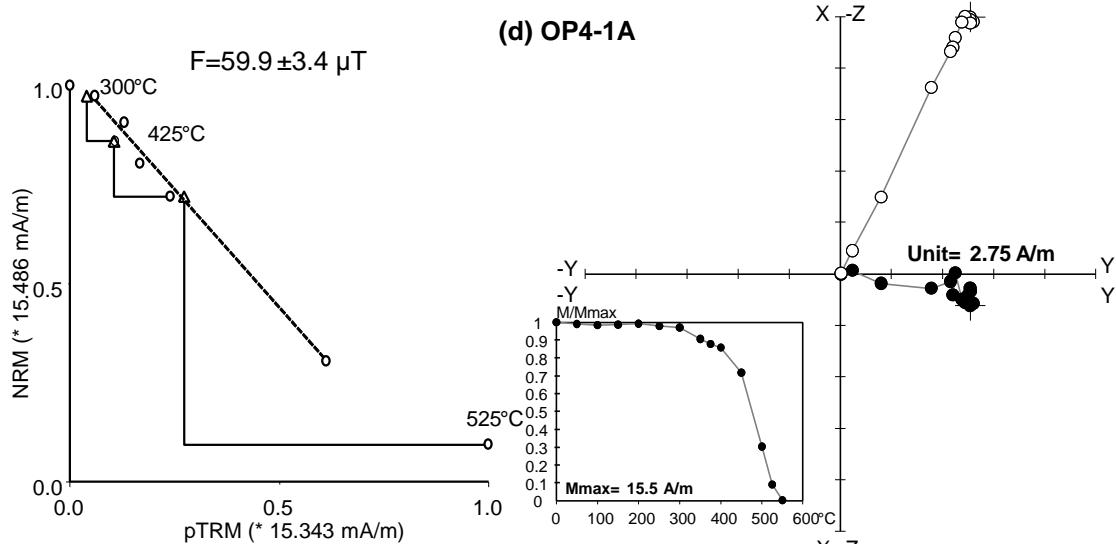 (d) OP4-1A
F=59.9 ±3.4 µT
1.0
300°C
425°C
0.5
525°C
0.0
0.0
0.5
1.0
NRM (* 15.486 mA/m)
pTRM (* 15.343 mA/m)
X
-Z
-Y
-Y
Y
Y
Unit= 2.75 A/m
M/Mmax
1
0.9
0.8
0.7
0.6
0.5
0.4
0.3
0.2
0.1
0
Mmax= 15.5 A/m
0 100 200 300 400 500 600°C